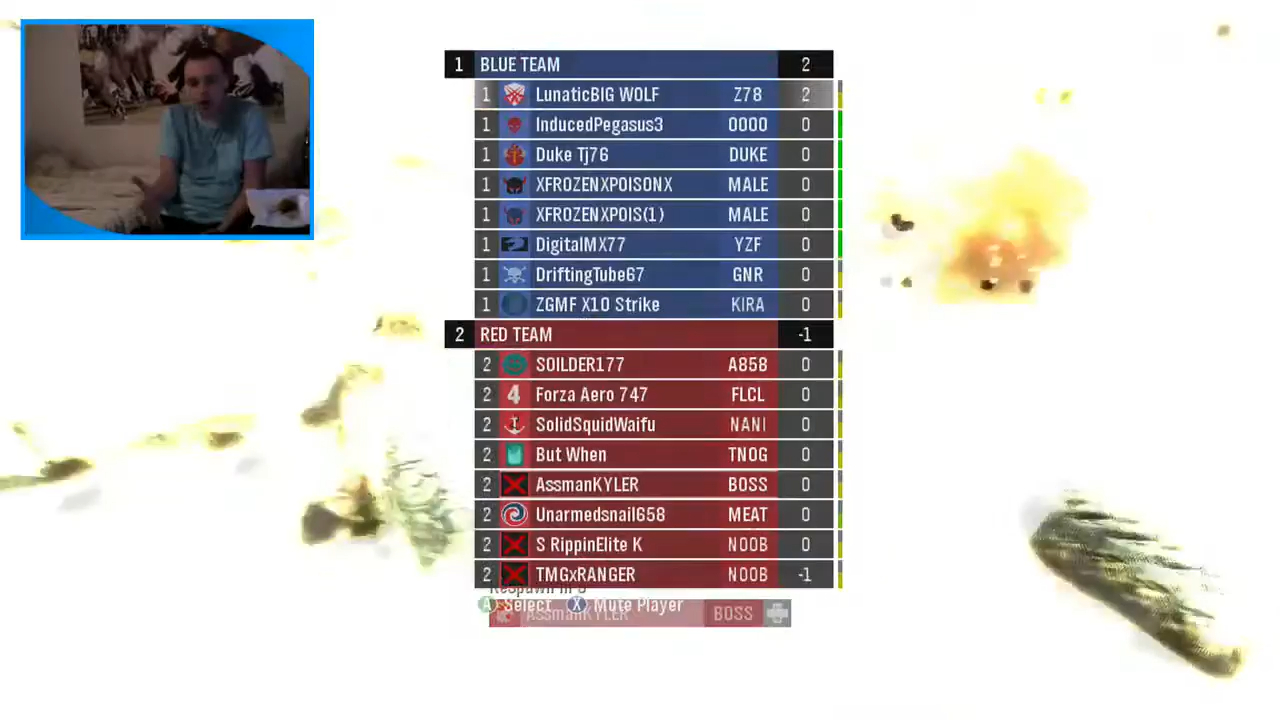 1 BLUE TEAM 2
1 LunaticBIG WOLF Z78 2
1 InducedPegasus3 0000 0
1 Duke Tj76 DUKE 0
1 XFROZENXPOISONX MALE 0
1 XFROZENXPOIS(1) MALE 0
1 DigitalMX77 YZF 0
1 DriftingTube67 GNR 0
1 ZGMF X10 Strike KIRA 0
2 RED TEAM -1
2 SOILDER177 A858 0
2 4 Forza Aero 747 FLCL 0
2 SolidSquidWaifu NANI 0
2 But When TNOG 0
2 AssmanKYLER BOSS 0
2 Unarmedsnail658 MEAT 0
2 S RippinElite K NOOB 0
2 TMGxRANGER NOOB -1
Respawn in
A Select X Mute Player
AssmanKYLER BOSS